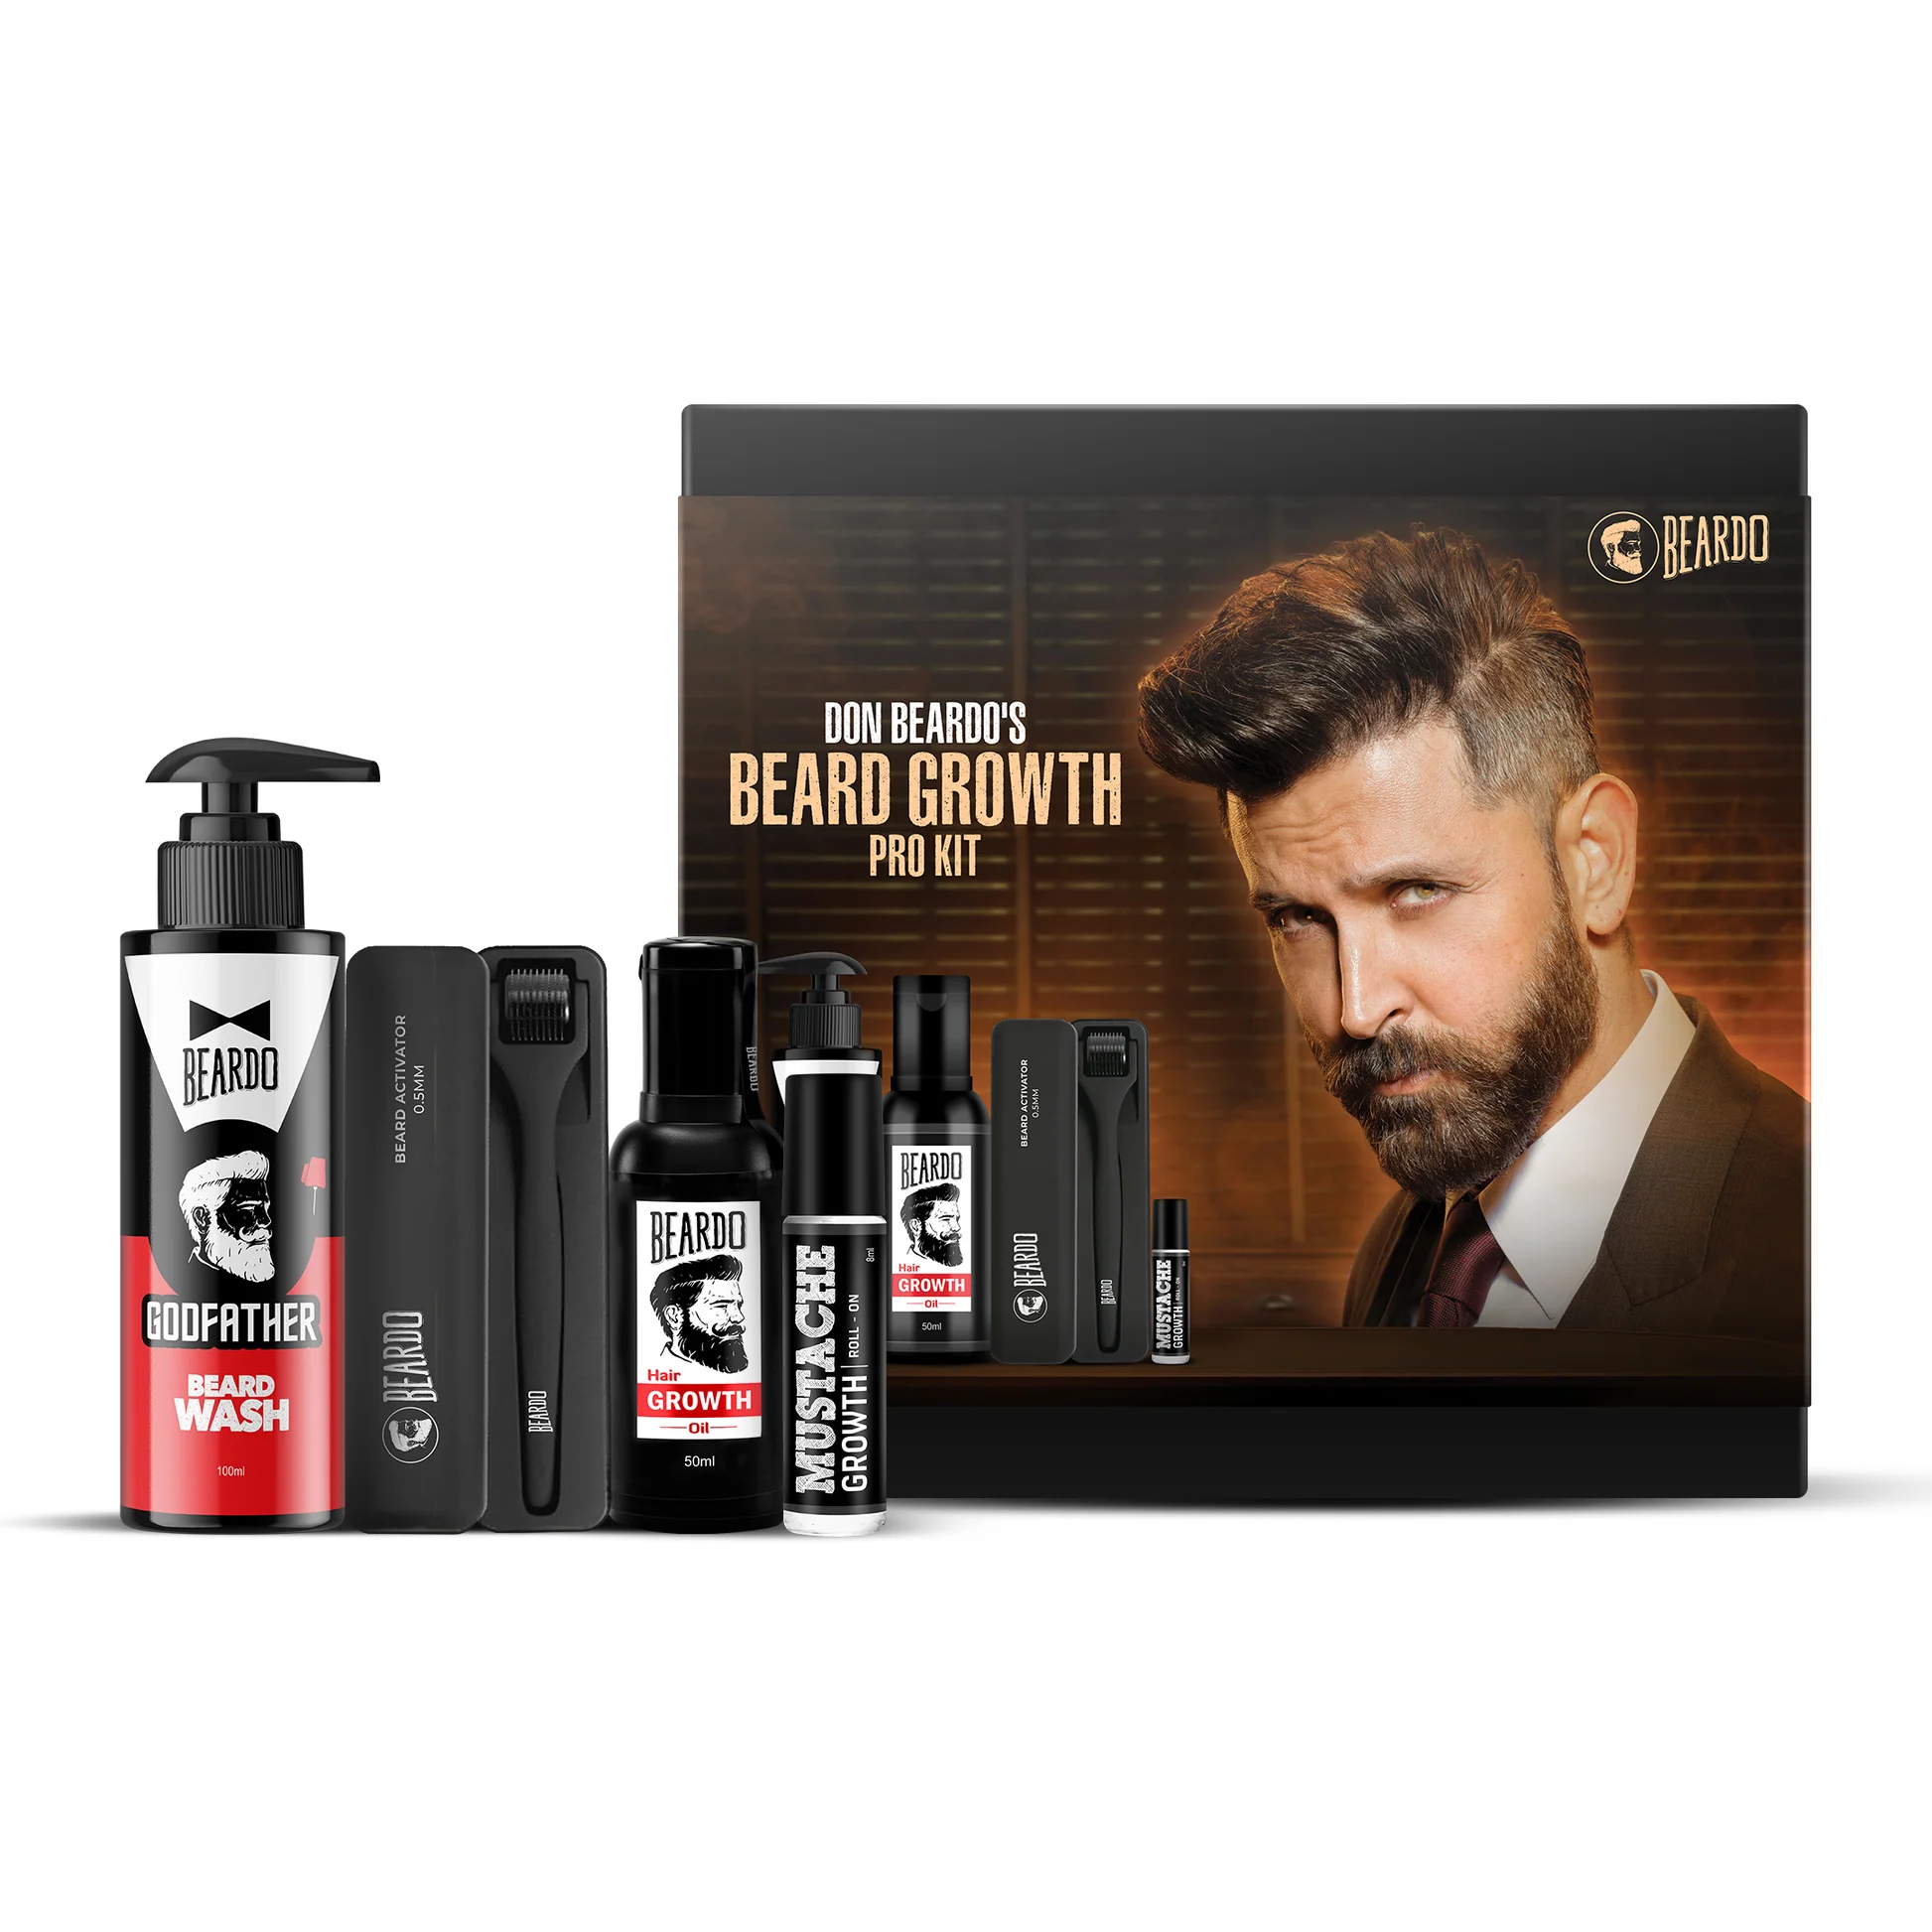 BEARDO
DON BEARDO'S
BEARD GROWTH
PRO KIT
BEARDO
GODFATHER
BEARD
WASH
100ml
BEARD ACTIVATOR
0.5MM
BEARDO
BEARDO
BEARDO
Hair
GROWTH
Oil
50ml
BEARDO
MUSTACHE
GROWTH | ROLL - ON
8ml
BEARDO
Hair
GROWTH
Oil
50ml
BEARD ACTIVATOR
0.5MM
BEARDO
BEARDO
MUSTACHE
GROWTH | ROLL - ON